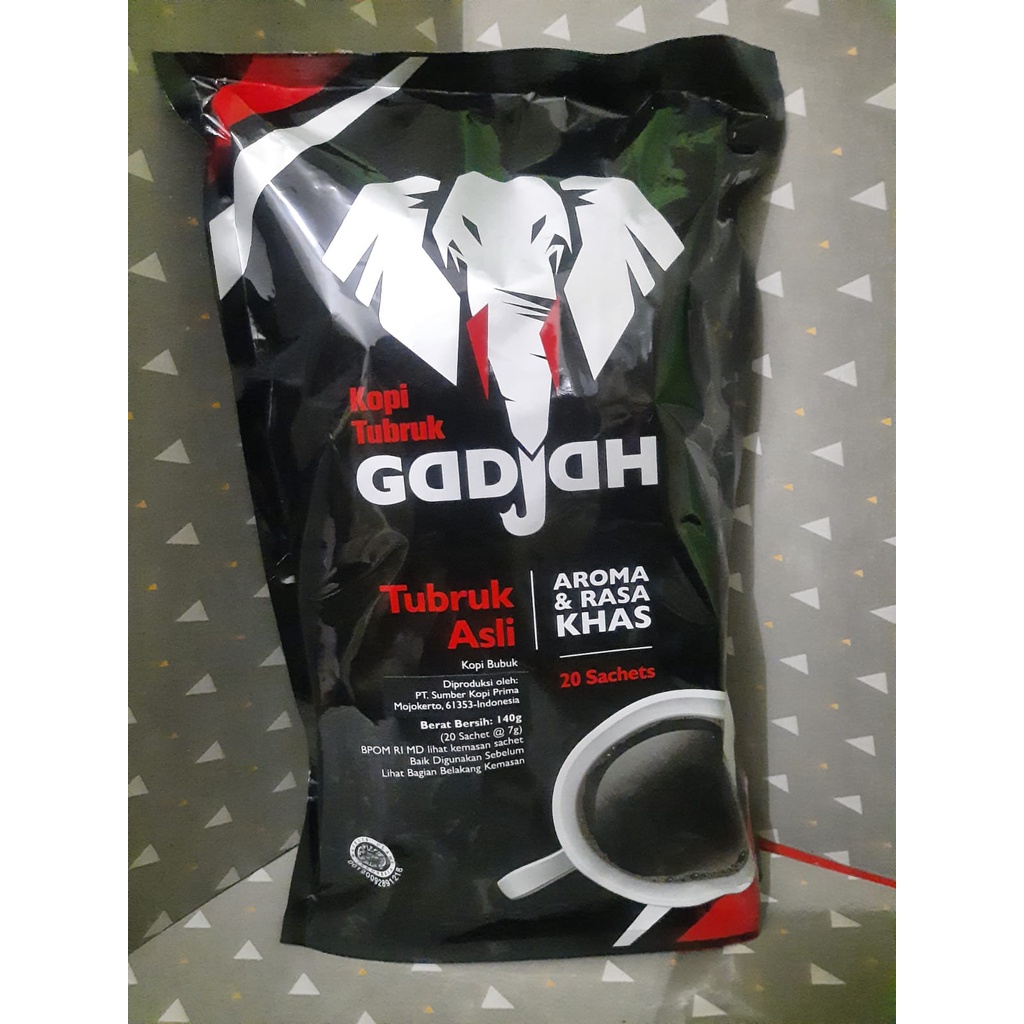 Kopi
Tubruk
GADJAH
Tubruk
Asli
AROMA
& RASA
KHAS
20 Sachets
Kopi Bubuk
Diproduksi oleh:
PT. Sumber Kopi Prima
Mojokerto, 61353-Indonesia
Berat Bersih: 140g
(20 Sachet @ 7g)
BPOM RI MD lihat kemasan sachet
Baik Digunakan Sebelum
Lihat Bagian Belakang Kemasan